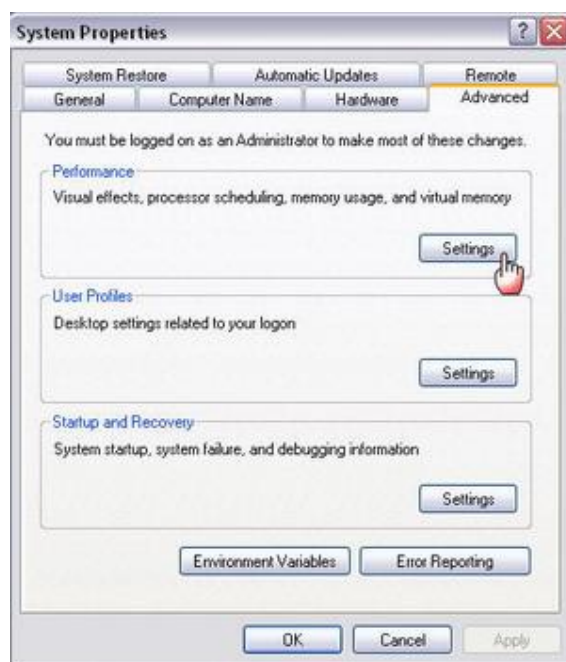 System Properties
System Restore Automatic Updates Remote
General Computer Name Hardware Advanced
You must be logged on as an Administrator to make most of these changes.
Performance
Visual effects, processor scheduling, memory usage, and virtual memory
Settings
User Profiles
Desktop settings related to your logon
Settings
Startup and Recovery
System startup, system failure, and debugging information
Settings
Environment Variables Error Reporting
OK Cancel Apply